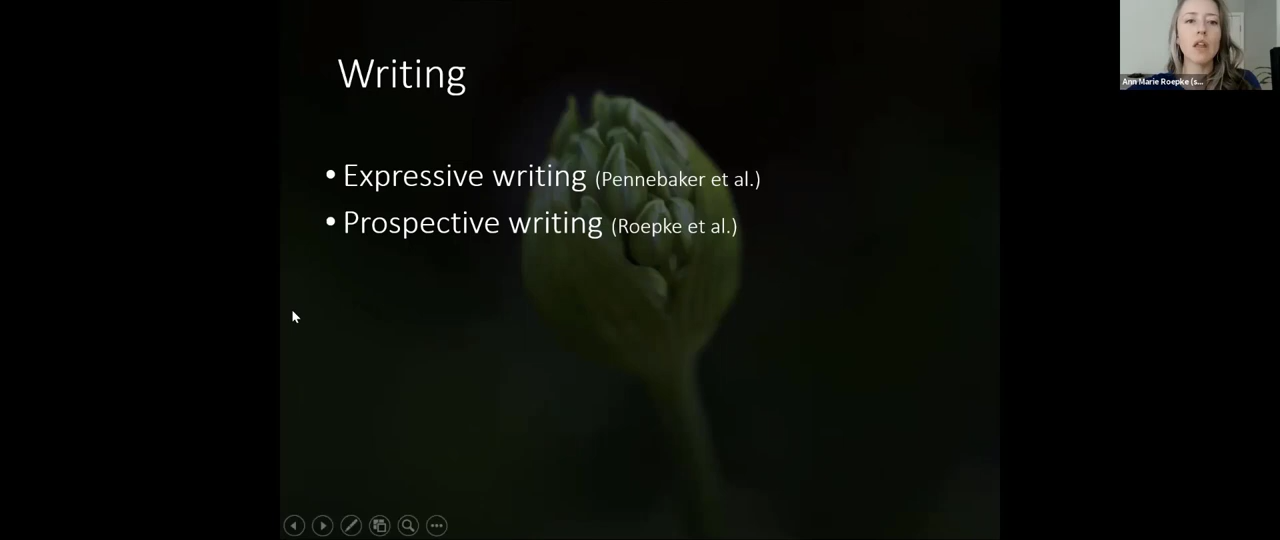 Writing
• Expressive writing (Pennebaker et al.)
• Prospective writing (Roepke et al.)
Ann Marie Roepke (s...